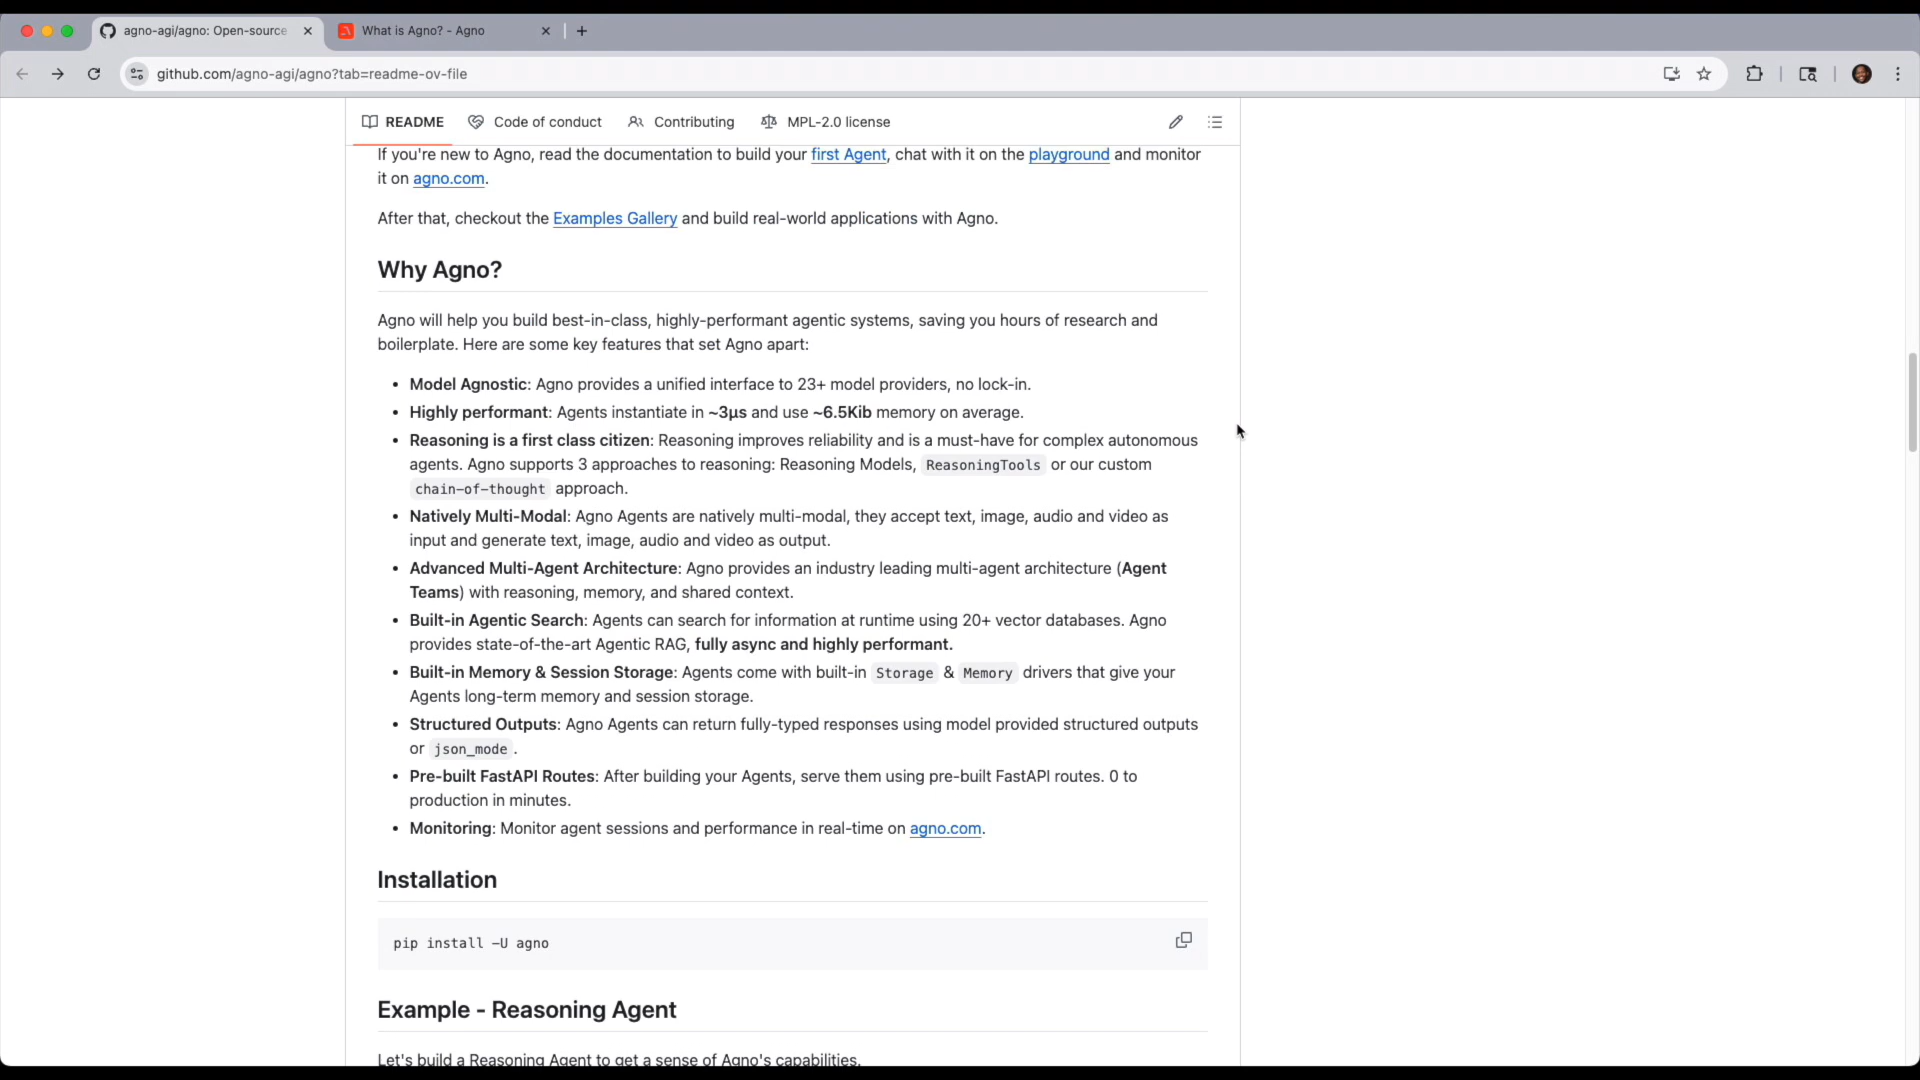 agno-agi/agno: Open-source
What is Agno? - Agno
github.com/agno-agi/agno?tab=readme-ov-file
README
Code of conduct
Contributing
MPL-2.0 license
If you're new to Agno, read the documentation to build your first Agent, chat with it on the playground and monitor
it on agno.com.
After that, checkout the Examples Gallery and build real-world applications with Agno.
Why Agno?
Agno will help you build best-in-class, highly-performant agentic systems, saving you hours of research and
boilerplate. Here are some key features that set Agno apart:
• Model Agnostic: Agno provides a unified interface to 23+ model providers, no lock-in.
• Highly performant: Agents instantiate in ~3μs and use ~6.5Kib memory on average.
• Reasoning is a first class citizen: Reasoning improves reliability and is a must-have for complex autonomous
agents. Agno supports 3 approaches to reasoning: Reasoning Models, ReasoningTools or our custom
chain-of-thought approach.
• Natively Multi-Modal: Agno Agents are natively multi-modal, they accept text, image, audio and video as
input and generate text, image, audio and video as output.
• Advanced Multi-Agent Architecture: Agno provides an industry leading multi-agent architecture (Agent
Teams) with reasoning, memory, and shared context.
• Built-in Agentic Search: Agents can search for information at runtime using 20+ vector databases. Agno
provides state-of-the-art Agentic RAG, fully async and highly performant.
• Built-in Memory & Session Storage: Agents come with built-in Storage & Memory drivers that give your
Agents long-term memory and session storage.
• Structured Outputs: Agno Agents can return fully-typed responses using model provided structured outputs
or json_mode.
• Pre-built FastAPI Routes: After building your Agents, serve them using pre-built FastAPI routes. 0 to
production in minutes.
• Monitoring: Monitor agent sessions and performance in real-time on agno.com.
Installation
pip install -U agno
Example - Reasoning Agent
Let's build a Reasoning Agent to get a sense of Agno's capabilities.